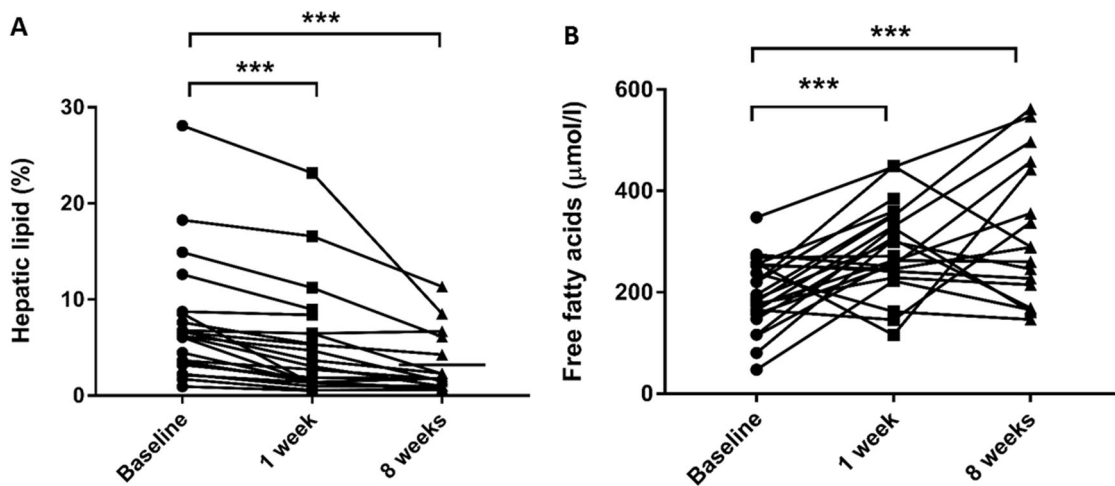 A
***
***
Hepatic lipid (%)
30
20
10
0
Baseline
1 week
8 weeks
B
***
***
Free fatty acids (μmol/l)
600
400
200
0
Baseline
1 week
8 weeks